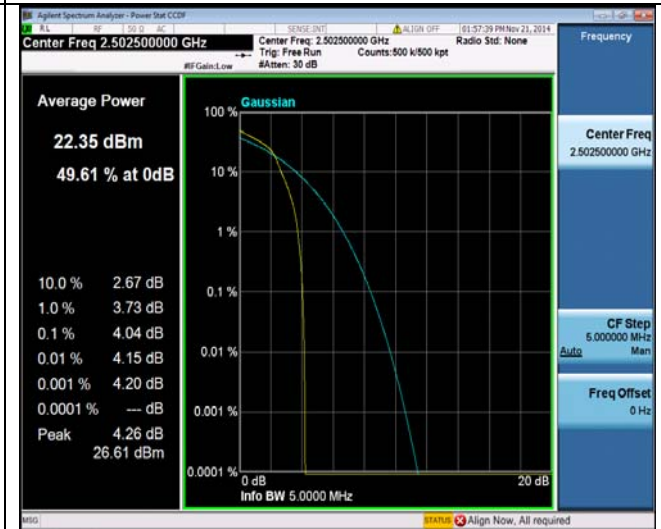 Agilent Spectrum Analyzer - Power Stat CCDF
RL RF 50 Ω AC SENSE:INT ALIGN OFF 01:57:39 PM Nov 21, 2014
Center Freq 2.502500000 GHz
Center Freq: 2.502500000 GHz
Radio Std: None
Trig: Free Run Counts:500 k/500 kpt
#IFGain:Low #Atten: 30 dB
Frequency
Average Power
22.35 dBm
49.61 % at 0dB
10.0 % 2.67 dB
1.0 % 3.73 dB
0.1 % 4.04 dB
0.01 % 4.15 dB
0.001 % 4.20 dB
0.0001 % --- dB
Peak 4.26 dB
26.61 dBm
Gaussian
100 %
10 %
1 %
0.1 %
0.01 %
0.001 %
0.0001 %
0 dB 20 dB
Info BW 5.0000 MHz
Center Freq
2.502500000 GHz
CF Step
5.000000 MHz
Auto Man
Freq Offset
0 Hz
MSG STATUS Align Now, All required